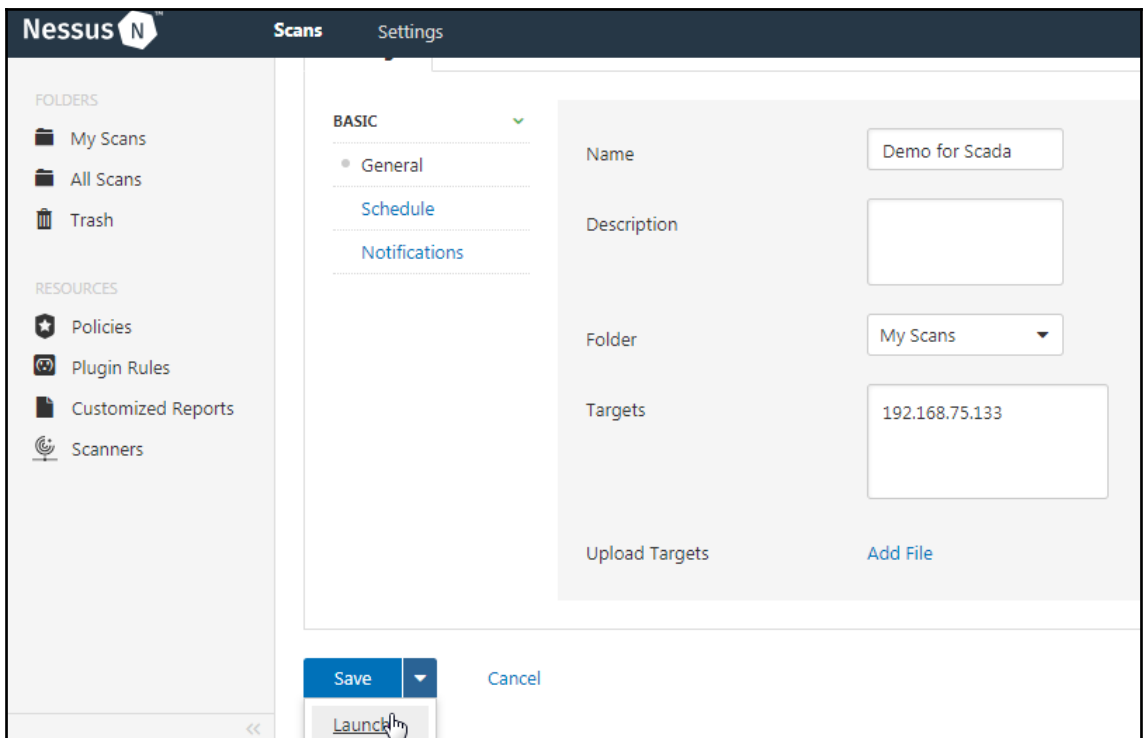 Nessus N ™
Scans Settings
FOLDERS
My Scans
All Scans
Trash
RESOURCES
Policies
Plugin Rules
Customized Reports
Scanners
BASIC
General
Schedule
Notifications
Name Demo for Scada
Description
Folder My Scans
Targets 192.168.75.133
Upload Targets Add File
Save Cancel
Launch